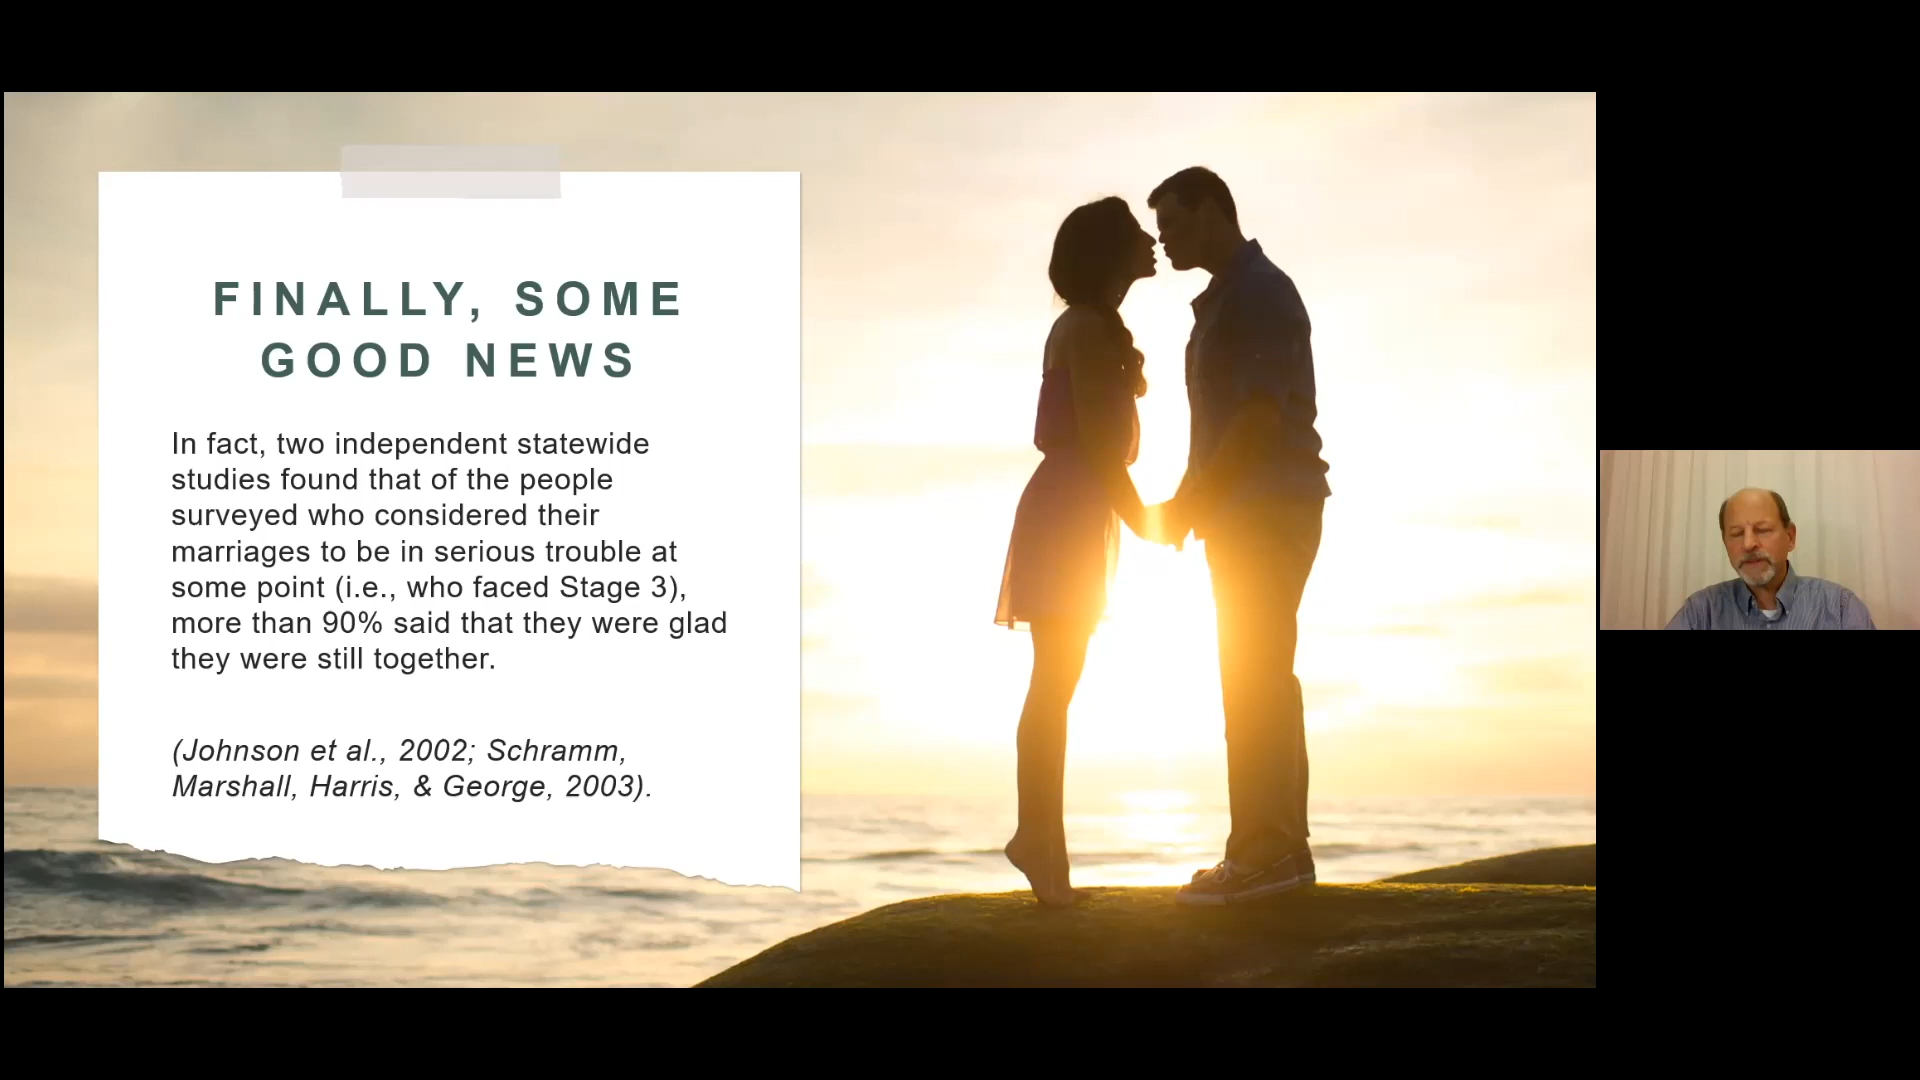 FINALLY, SOME
GOOD NEWS
In fact, two independent statewide
studies found that of the people
surveyed who considered their
marriages to be in serious trouble at
some point (i.e., who faced Stage 3),
more than 90% said that they were glad
they were still together.
(Johnson et al., 2002; Schramm,
Marshall, Harris, & George, 2003).